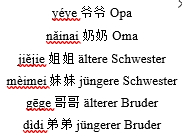 yéye 爷爷 Opa
nǎinai 奶奶 Oma
jiějie 姐姐 ältere Schwester
mèimei 妹妹 jüngere Schwester
gēge 哥哥 älterer Bruder
dìdi 弟弟 jüngerer Bruder